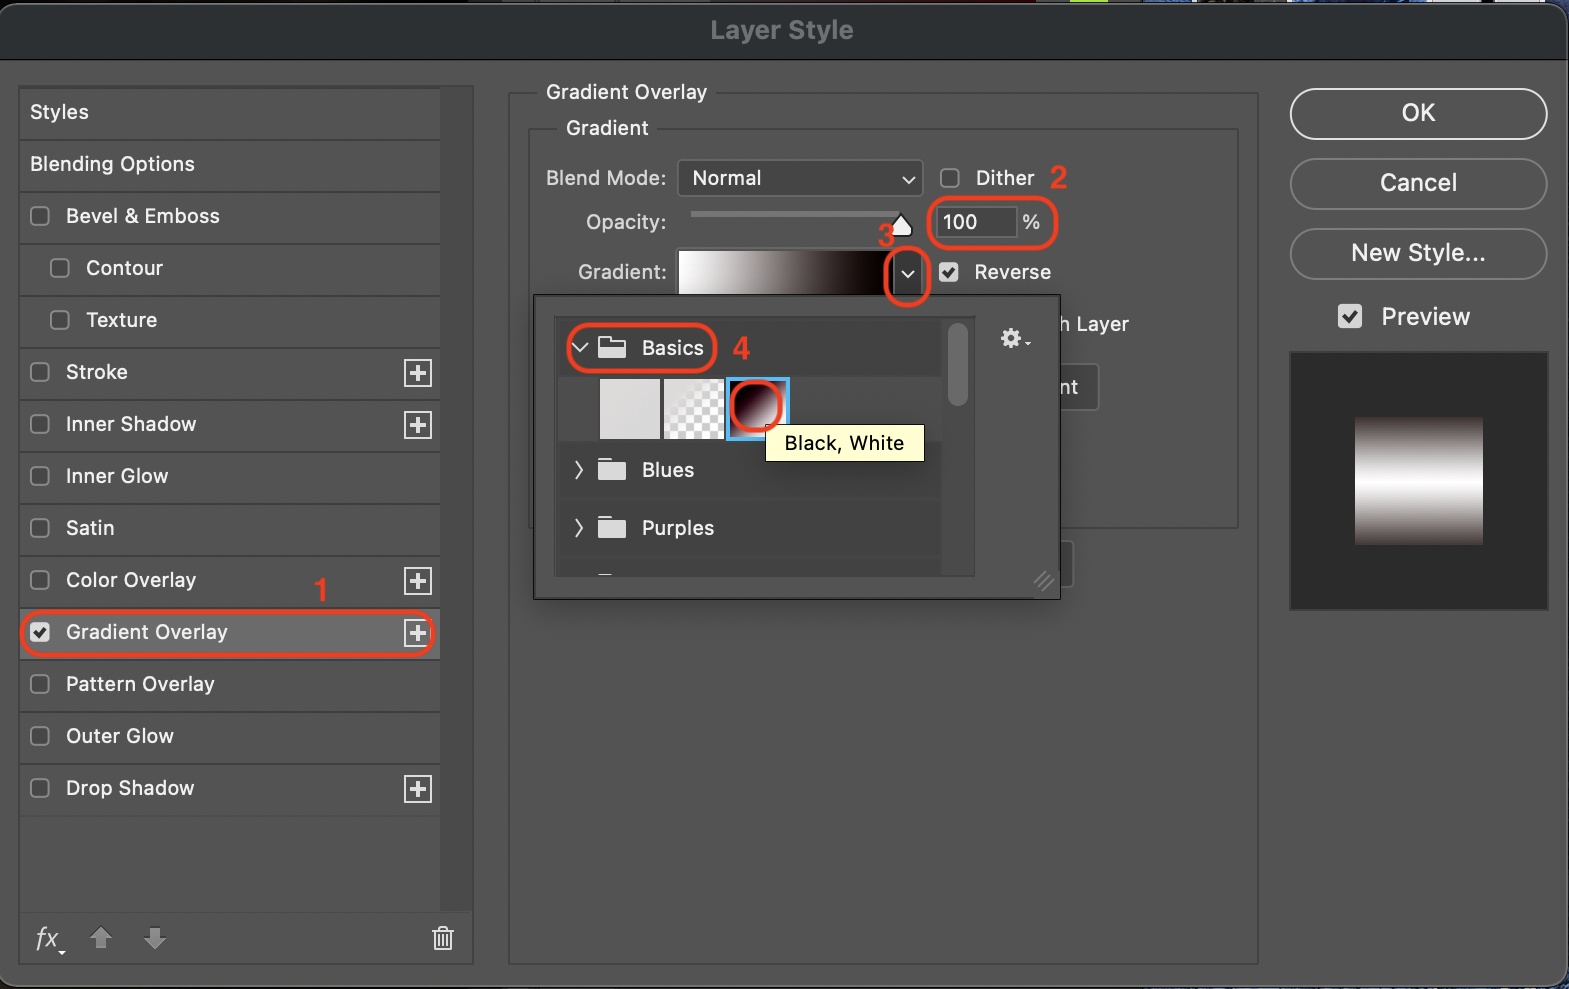 Layer Style
Styles
Blending Options
Bevel & Emboss
Contour
Texture
Stroke
Inner Shadow
Inner Glow
Satin
Color Overlay
1
Gradient Overlay
Pattern Overlay
Outer Glow
Drop Shadow
fx
Gradient Overlay
Gradient
Blend Mode: Normal Dither 2
Opacity: 100 %
3
Gradient: Reverse
h Layer
Basics 4
nt
Black, White
Blues
Purples
OK
Cancel
New Style...
Preview